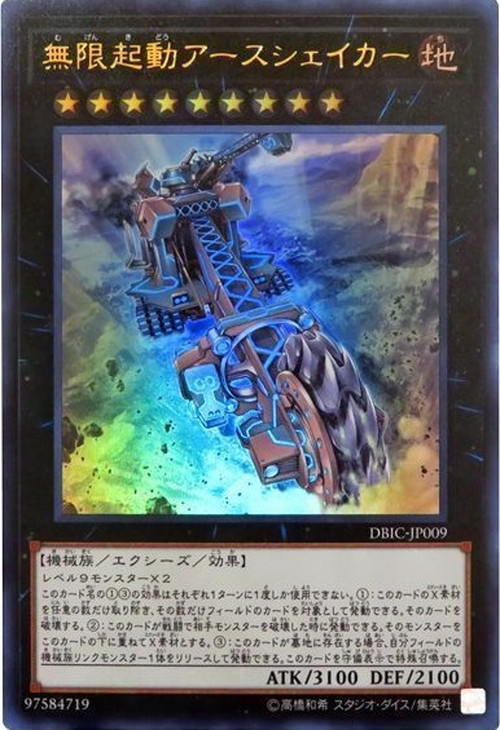 無限起動アースシェイカー 地
DBIC-JP009
【機械族／エクシーズ／効果】
レベル９モンスター×２
このカード名の①③の効果はそれぞれ１ターンに１度しか使用できない。①：このカードのＸ素材
を任意の数だけ取り除き、その数だけフィールドのカードを対象として発動できる。そのカードを
破壊する。②：このカードが戦闘で相手モンスターを破壊した時に発動できる。そのモンスターを
このカードの下に重ねてＸ素材とする。③：このカードが墓地に存在する場合、自分フィールドの
機械族リンクモンスター１体をリリースして発動できる。このカードを守備表示で特殊召喚する。
ATK/3100 DEF/2100
97584719 ©高橋和希 スタジオ・ダイス/集英社